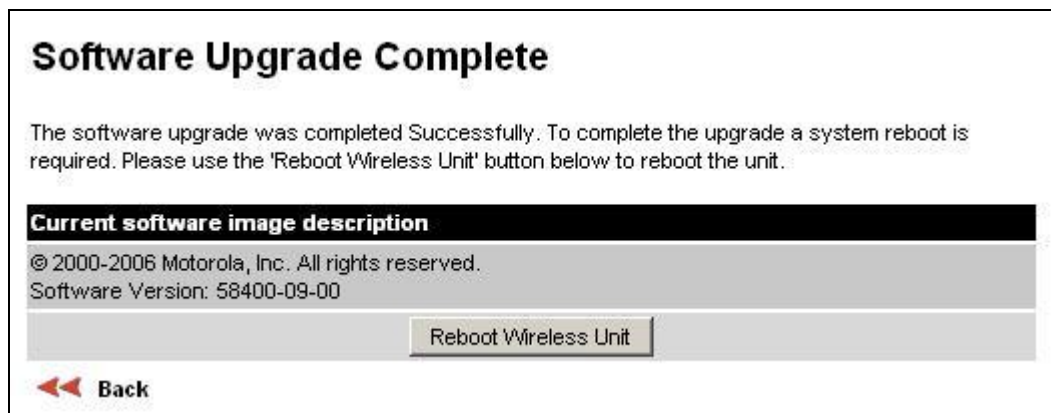 Software Upgrade Complete
The software upgrade was completed Successfully. To complete the upgrade a system reboot is
required. Please use the 'Reboot Wireless Unit' button below to reboot the unit.
Current software image description
© 2000-2006 Motorola, Inc. All rights reserved.
Software Version: 58400-09-00
Reboot Wireless Unit
Back